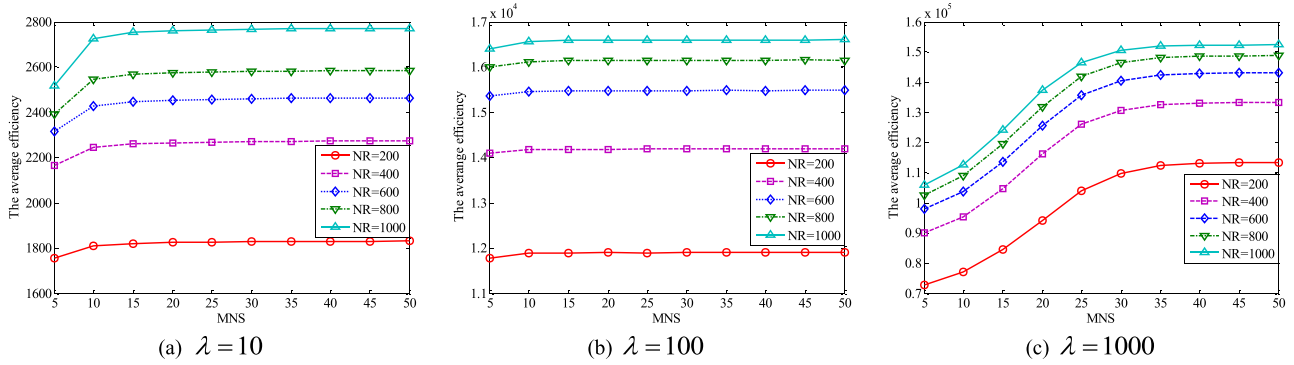 2800
2600
2400
2200
2000
1800
1600
The average efficiency
5 10 15 20 25 30 35 40 45 50
MNS
NR=200
NR=400
NR=600
NR=800
NR=1000
(a) λ=10
x 10⁴
1.7
1.6
1.5
1.4
1.3
1.2
1.1
The average efficiency
5 10 15 20 25 30 35 40 45 50
MNS
NR=200
NR=400
NR=600
NR=800
NR=1000
(b) λ=100
x 10⁵
1.6
1.5
1.4
1.3
1.2
1.1
1
0.9
0.8
0.7
The average efficiency
5 10 15 20 25 30 35 40 45 50
MNS
NR=200
NR=400
NR=600
NR=800
NR=1000
(c) λ=1000